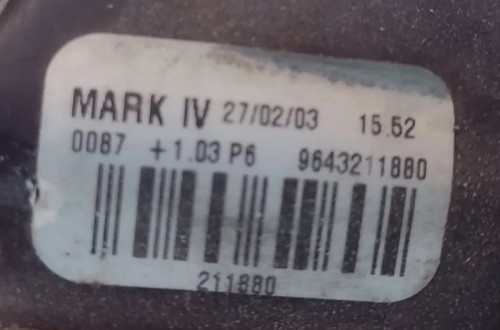 MARK IV 27/02/03 15.52
0087 +1.03 P6 9643211880
211880